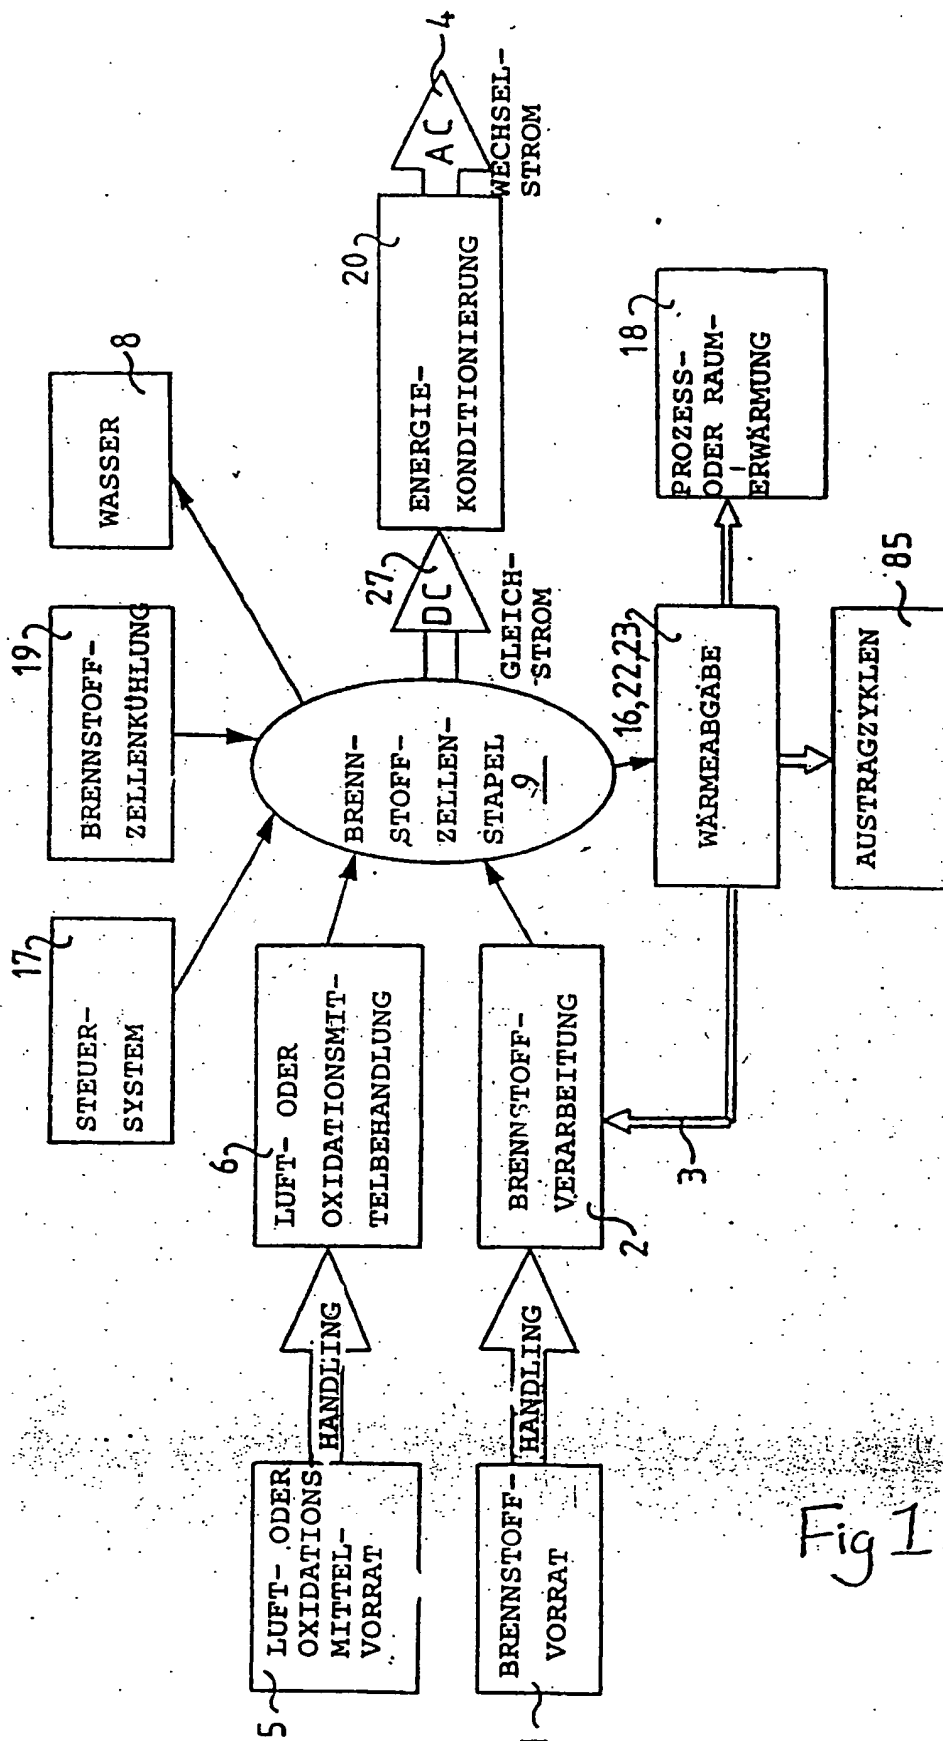 17
STEUER-
SYSTEM
19
BRENNSTOFF-
ZELLENKÜHLUNG
8
WASSER
5
LUFT- ODER
OXIDATIONS
MITTEL-
VORRAT
HANDLING
6
LUFT- ODER
OXIDATIONSMIT-
TELBEHANDLUNG
BRENN-
STOFF-
ZELLEN-
STAPEL
9
27
DC
GLEICH-
STROM
20
ENERGIE-
KONDITIONIERUNG
4
AC
WECHSEL-
STROM
BRENNSTOFF-
VORRAT
HANDLING
2
BRENNSTOFF-
VERARBEITUNG
3
16,22,23
WÄRMEABGABE
18
PROZESS-
ODER RAUM-
ERWÄRMUNG
85
AUSTRAGZYKLEN
Fig 1